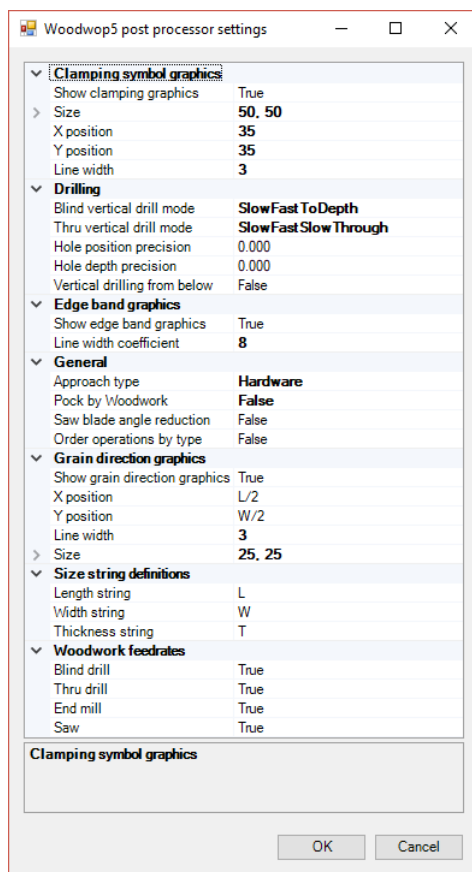 Woodwop5 post processor settings
Clamping symbol graphics
Show clamping graphics True
Size 50, 50
X position 35
Y position 35
Line width 3
Drilling
Blind vertical drill mode SlowFastToDepth
Thru vertical drill mode SlowFastSlowThrough
Hole position precision 0.000
Hole depth precision 0.000
Vertical drilling from below False
Edge band graphics
Show edge band graphics True
Line width coefficient 8
General
Approach type Hardware
Pock by Woodwork False
Saw blade angle reduction False
Order operations by type False
Grain direction graphics
Show grain direction graphics True
X position L/2
Y position W/2
Line width 3
Size 25, 25
Size string definitions
Length string L
Width string W
Thickness string T
Woodwork feedrates
Blind drill True
Thru drill True
End mill True
Saw True
Clamping symbol graphics
OK Cancel